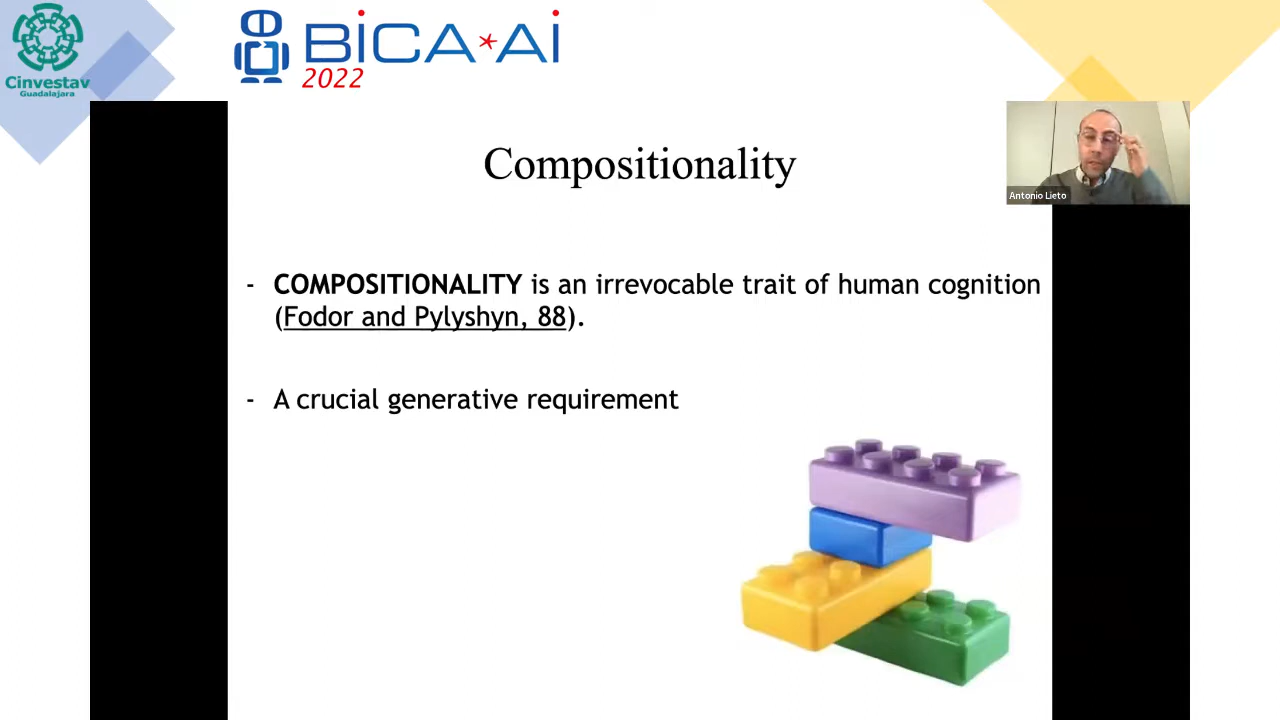 Cinvestav
Guadalajara
BiCA*Ai
2022
Compositionality
Antonio Lieto
- COMPOSITIONALITY is an irrevocable trait of human cognition
(Fodor and Pylyshyn, 88).
- A crucial generative requirement